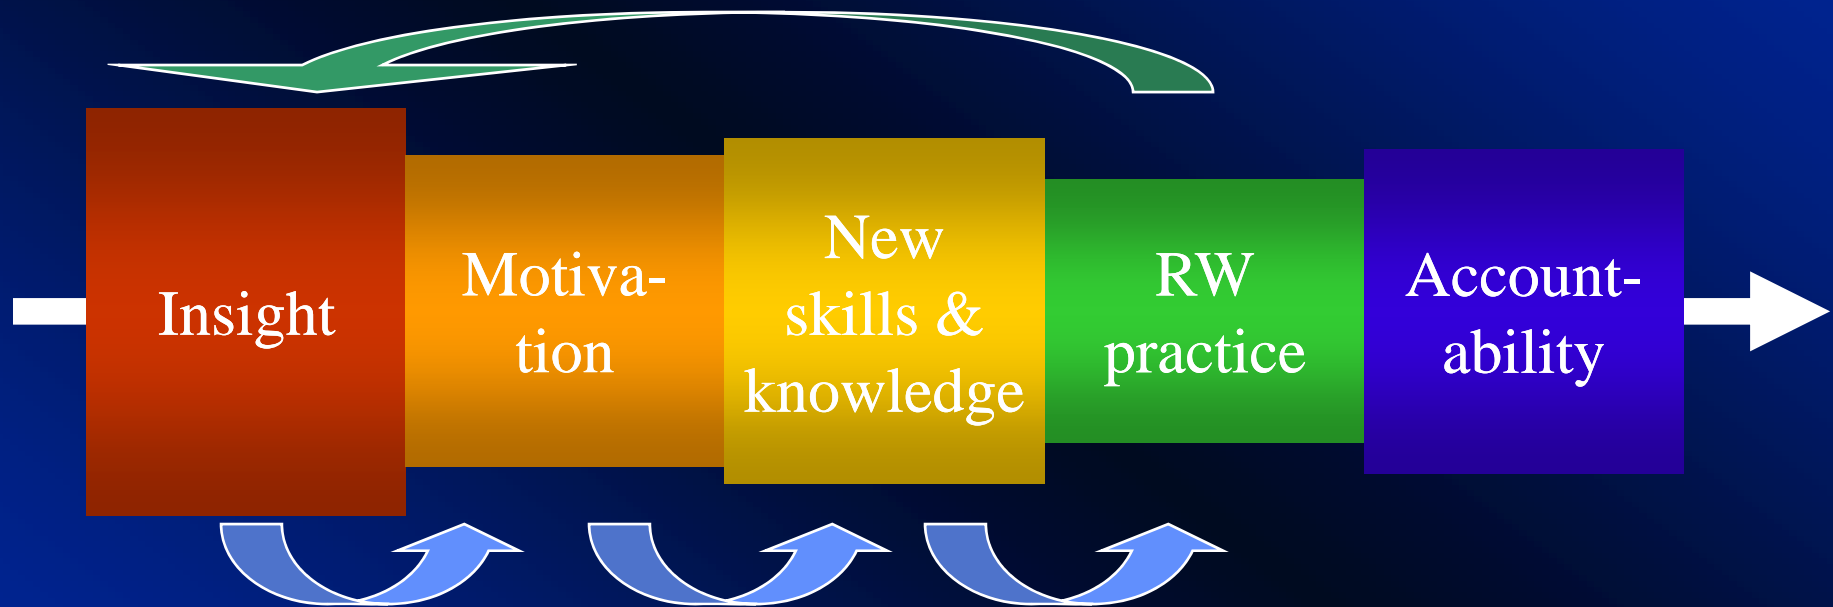 Insight
Motiva-
tion
New
skills &
knowledge
RW
practice
Account-
ability